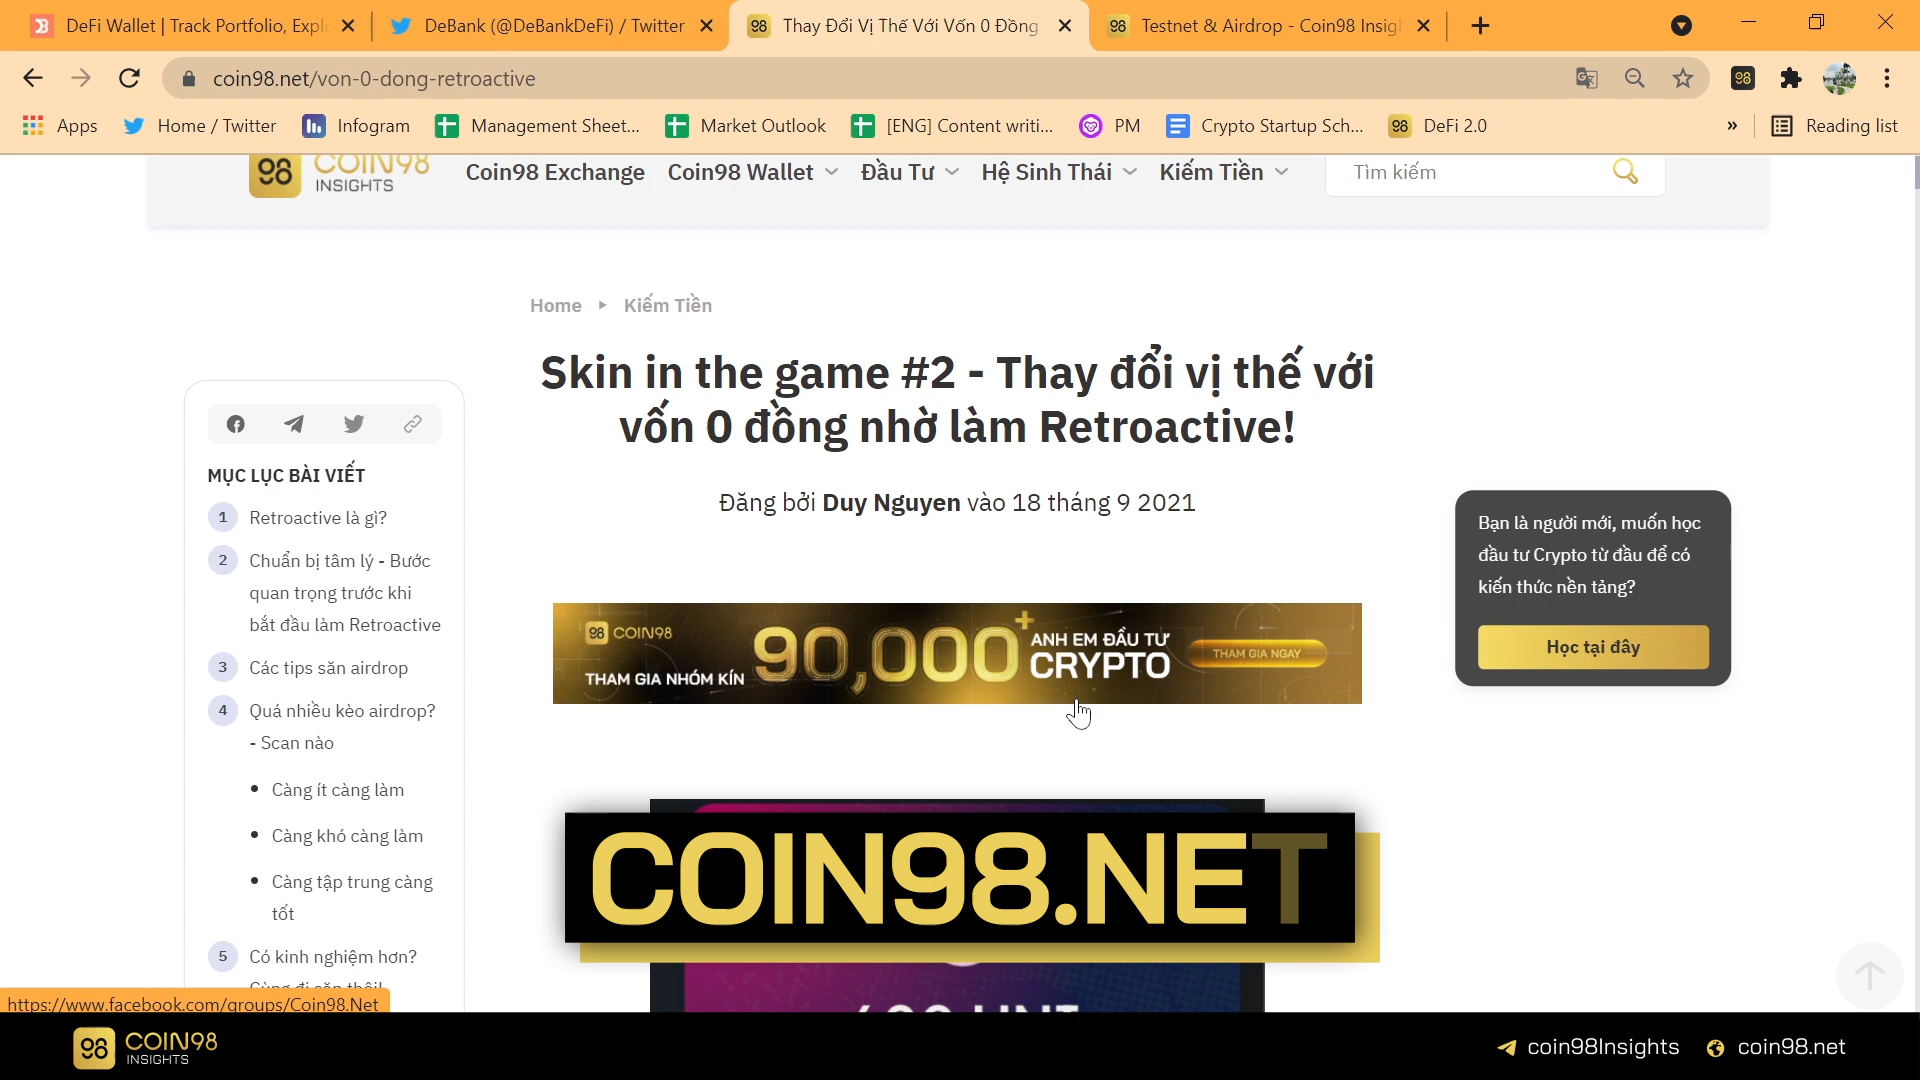 DeFi Wallet | Track Portfolio, Expl
DeBank (@DeBankDeFi) / Twitter
Thay Đổi Vị Thế Với Vốn 0 Đồng
Testnet & Airdrop - Coin98 Insigh
coin98.net/von-0-dong-retroactive
Apps
Home / Twitter
Infogram
Management Sheet...
Market Outlook
[ENG] Content writi...
PM
Crypto Startup Sch...
DeFi 2.0
»
Reading list
COIN98
INSIGHTS
Coin98 Exchange
Coin98 Wallet
Đầu Tư
Hệ Sinh Thái
Kiếm Tiền
Tìm kiếm
Home
Kiếm Tiền
Skin in the game #2 - Thay đổi vị thế với
vốn 0 đồng nhờ làm Retroactive!
Đăng bởi Duy Nguyen vào 18 tháng 9 2021
MỤC LỤC BÀI VIẾT
1 Retroactive là gì?
2 Chuẩn bị tâm lý - Bước
quan trọng trước khi
bắt đầu làm Retroactive
3 Các tips săn airdrop
4 Quá nhiều kèo airdrop?
- Scan nào
• Càng ít càng làm
• Càng khó càng làm
• Càng tập trung càng
tốt
5 Có kinh nghiệm hơn?
98 COIN98
THAM GIA NHÓM KÍN
90,000+
ANH EM ĐẦU TƯ
CRYPTO
THAM GIA NGAY
Bạn là người mới, muốn học
đầu tư Crypto từ đầu để có
kiến thức nền tảng?
Học tại đây
COIN98.NET
https://www.facebook.com/groups/Coin98.Net
98 COIN98
INSIGHTS
coin98Insights
coin98.net